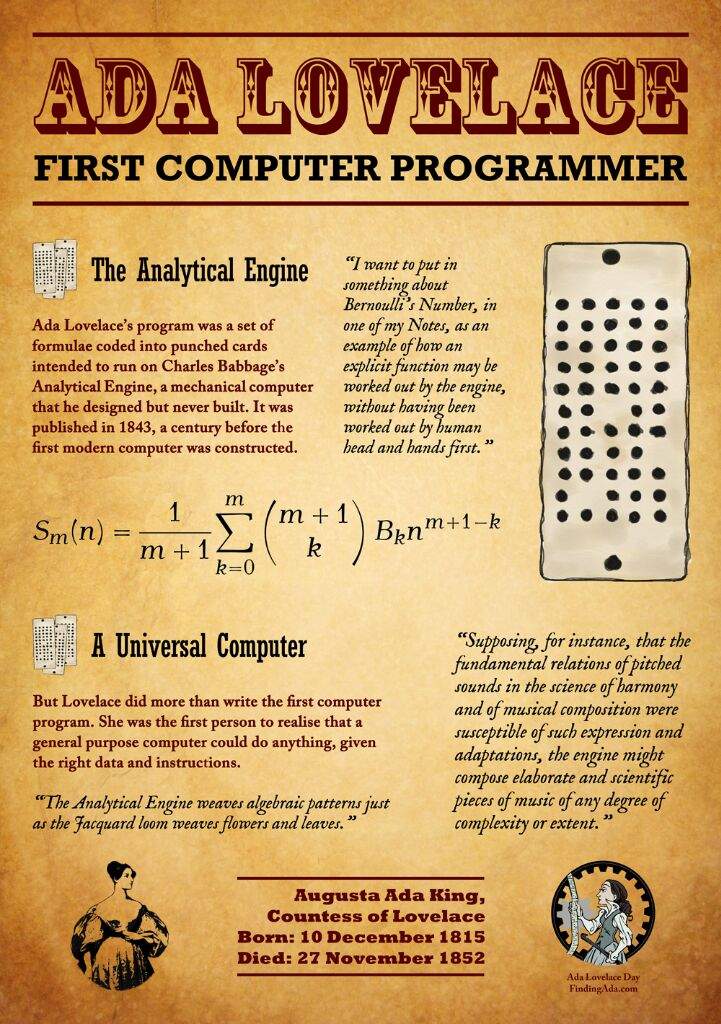 ADA LOVELACE
FIRST COMPUTER PROGRAMMER
The Analytical Engine
Ada Lovelace's program was a set of
formulae coded into punched cards
intended to run on Charles Babbage's
Analytical Engine, a mechanical computer
that he designed but never built. It was
published in 1843, a century before the
first modern computer was constructed.
"I want to put in
something about
Bernoulli's Number, in
one of my Notes, as an
example of how an
explicit function may be
worked out by the engine,
without having been
worked out by human
head and hands first."
S_m(n) = \frac{1}{m+1} \sum_{k=0}^{m} \binom{m+1}{k} B_k n^{m+1-k}
A Universal Computer
But Lovelace did more than write the first computer
program. She was the first person to realise that a
general purpose computer could do anything, given
the right data and instructions.
"The Analytical Engine weaves algebraic patterns just
as the Jacquard loom weaves flowers and leaves."
"Supposing, for instance, that the
fundamental relations of pitched
sounds in the science of harmony
and of musical composition were
susceptible of such expression and
adaptations, the engine might
compose elaborate and scientific
pieces of music of any degree of
complexity or extent."
Augusta Ada King,
Countess of Lovelace
Born: 10 December 1815
Died: 27 November 1852
Ada Lovelace Day
FindingAda.com